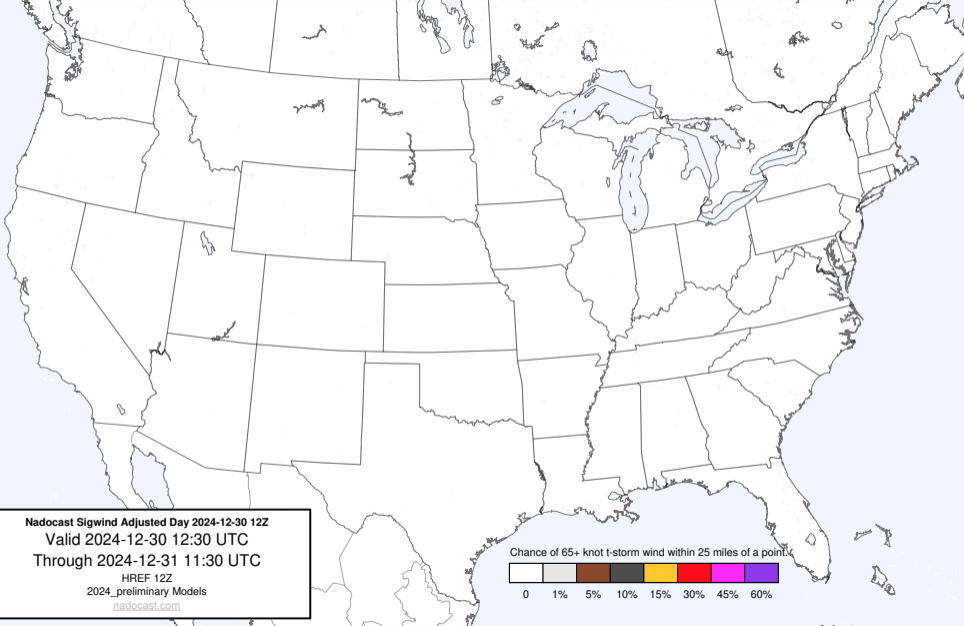 Nadocast Sigwind Adjusted Day 2024-12-30 12Z
Valid 2024-12-30 12:30 UTC
Through 2024-12-31 11:30 UTC
HREF 12Z
2024_preliminary Models
nadocast.com
Chance of 65+ knot t-storm wind within 25 miles of a point.
0 1% 5% 10% 15% 30% 45% 60%